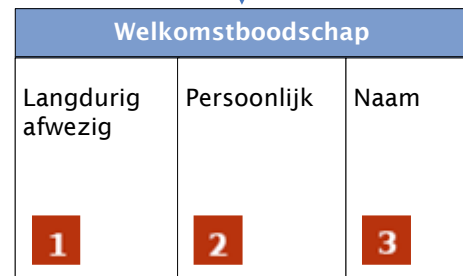 Welkomstboodschap
Langdurig
afwezig
Persoonlijk
Naam
1
2
3